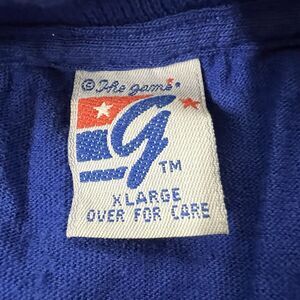 © The game®
G
TM
XLARGE
OVER FOR CARE